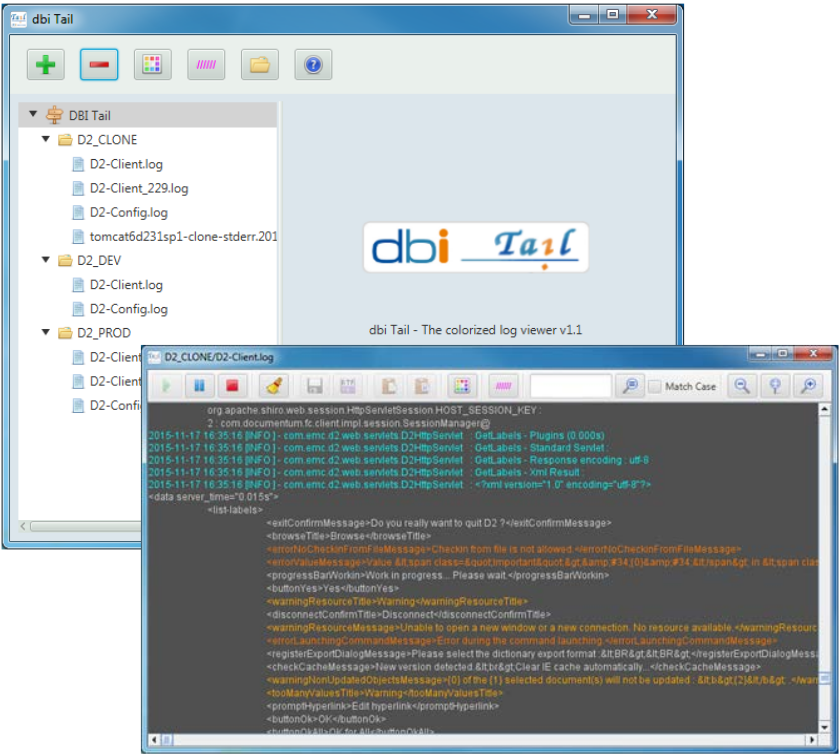 dbi Tail
DBI Tail
D2_CLONE
D2-Client.log
D2-Client_229.log
D2-Config.log
tomcat6d231sp1-clone-stderr.201
D2_DEV
D2-Client.log
D2-Config.log
D2_PROD
D2-Client
D2-Client
D2-Confi
dbi Tail
dbi Tail - The colorized log viewer v1.1
D2_CLONE/D2-Client.log
Match Case
org.apache.shiro.web.session.HttpServletSession.HOST_SESSION_KEY :
2 : com.documentum.fc.client.impl.session.SessionManager@
2015-11-17 16:35:16 [INFO ] - com.emc.d2.web.servlets.D2HttpServlet : GetLabels - Plugins (0.000s)
2015-11-17 16:35:16 [INFO ] - com.emc.d2.web.servlets.D2HttpServlet : GetLabels - Standard Servlet :
2015-11-17 16:35:16 [INFO ] - com.emc.d2.web.servlets.D2HttpServlet : GetLabels - Response encoding : utf-8
2015-11-17 16:35:16 [INFO ] - com.emc.d2.web.servlets.D2HttpServlet : GetLabels - Xml Result :
2015-11-17 16:35:16 [INFO ] - com.emc.d2.web.servlets.D2HttpServlet : <?xml version="1.0" encoding="utf-8"?>
<data server_time="0.015s">
<list-labels>
<exitConfirmMessage>Do you really want to quit D2 ?</exitConfirmMessage>
<browseTitle>Browse</browseTitle>
<errorNoCheckinFromFileMessage>Checkin from file is not allowed.</errorNoCheckinFromFileMessage>
<errorValueMessage>Value &lt;span class=&quot;important&quot;&gt;&amp;#34;{0}&amp;#34;&lt;/span&gt; in &lt;span clas
<progressBarWorkin>Work in progress... Please wait.</progressBarWorkin>
<buttonYes>Yes</buttonYes>
<warningResourceTitle>Warning</warningResourceTitle>
<disconnectConfirmTitle>Disconnect</disconnectConfirmTitle>
<warningResourceMessage>Unable to open a new window or a new connection. No resource available.</warningResourc
<errorLaunchingCommandMessage>Error during the command launching.</errorLaunchingCommandMessage>
<registerExportDialogMessage>Please select the dictionary export format :&lt;BR&gt;&lt;BR&gt;</registerExportDialogMessa
<checkCacheMessage>New version detected.&lt;br&gt;Clear IE cache automatically...</checkCacheMessage>
<warningNonUpdatedObjectsMessage>{0} of the {1} selected document(s) will not be updated : &lt;b&gt;{2}&lt;/b&gt; .</warn
<tooManyValuesTitle>Warning</tooManyValuesTitle>
<promptHyperlink>Edit hyperlink</promptHyperlink>
<buttonOk>OK</buttonOk>
<buttonOkAll>OK for All</buttonOkAll>